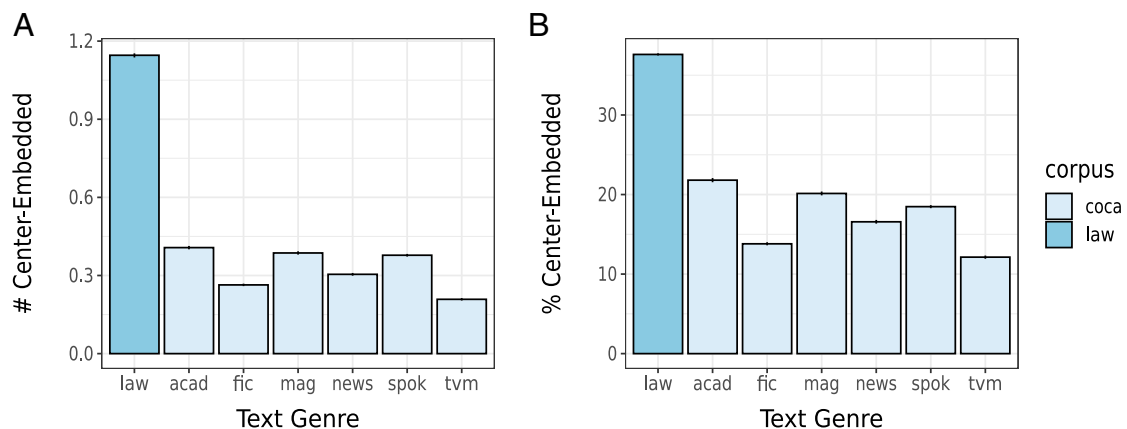 A
# Center-Embedded
1.2
0.9
0.6
0.3
0.0
law acad fic mag news spok tvm
Text Genre
B
% Center-Embedded
30
20
10
0
law acad fic mag news spok tvm
Text Genre
corpus
coca
law